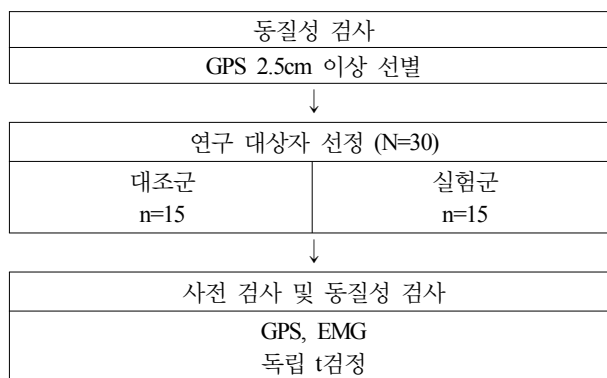 동질성 검사
GPS 2.5cm 이상 선별
↓
연구 대상자 선정 (N=30)
대조군
n=15
실험군
n=15
↓
사전 검사 및 동질성 검사
GPS, EMG
독립 t검정